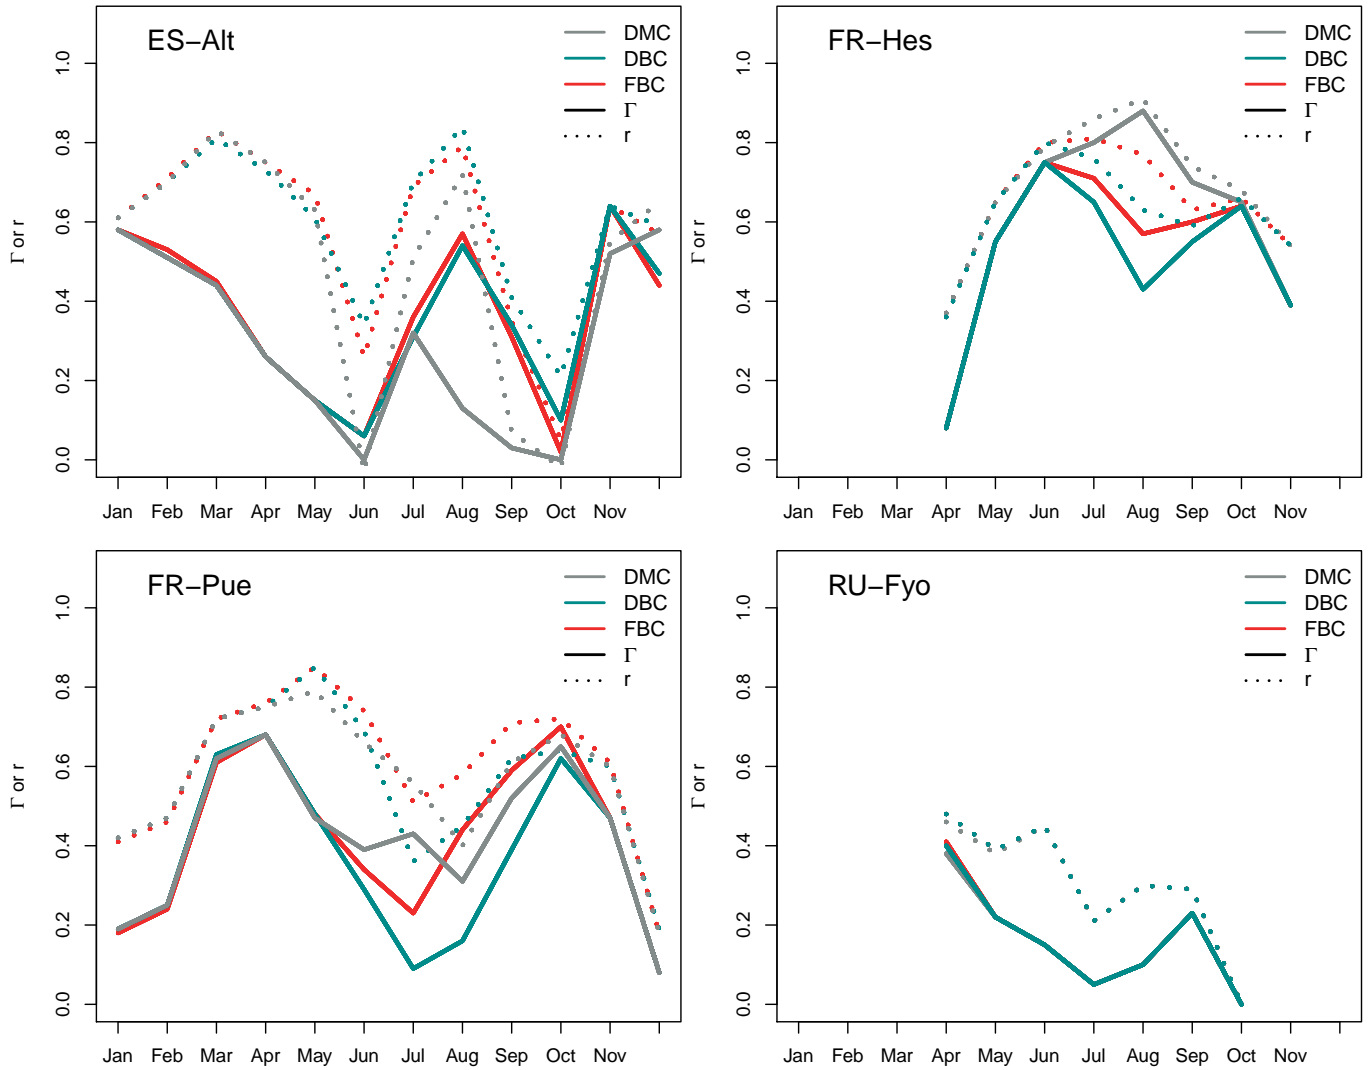 ES−Alt
DMC
DBC
FBC
Γ
r
Γ or r
1.0
0.8
0.6
0.4
0.2
0.0
Jan Feb Mar Apr May Jun Jul Aug Sep Oct Nov
FR−Hes
DMC
DBC
FBC
Γ
r
Γ or r
1.0
0.8
0.6
0.4
0.2
0.0
Jan Feb Mar Apr May Jun Jul Aug Sep Oct Nov
FR−Pue
DMC
DBC
FBC
Γ
r
Γ or r
1.0
0.8
0.6
0.4
0.2
0.0
Jan Feb Mar Apr May Jun Jul Aug Sep Oct Nov
RU−Fyo
DMC
DBC
FBC
Γ
r
Γ or r
1.0
0.8
0.6
0.4
0.2
0.0
Jan Feb Mar Apr May Jun Jul Aug Sep Oct Nov